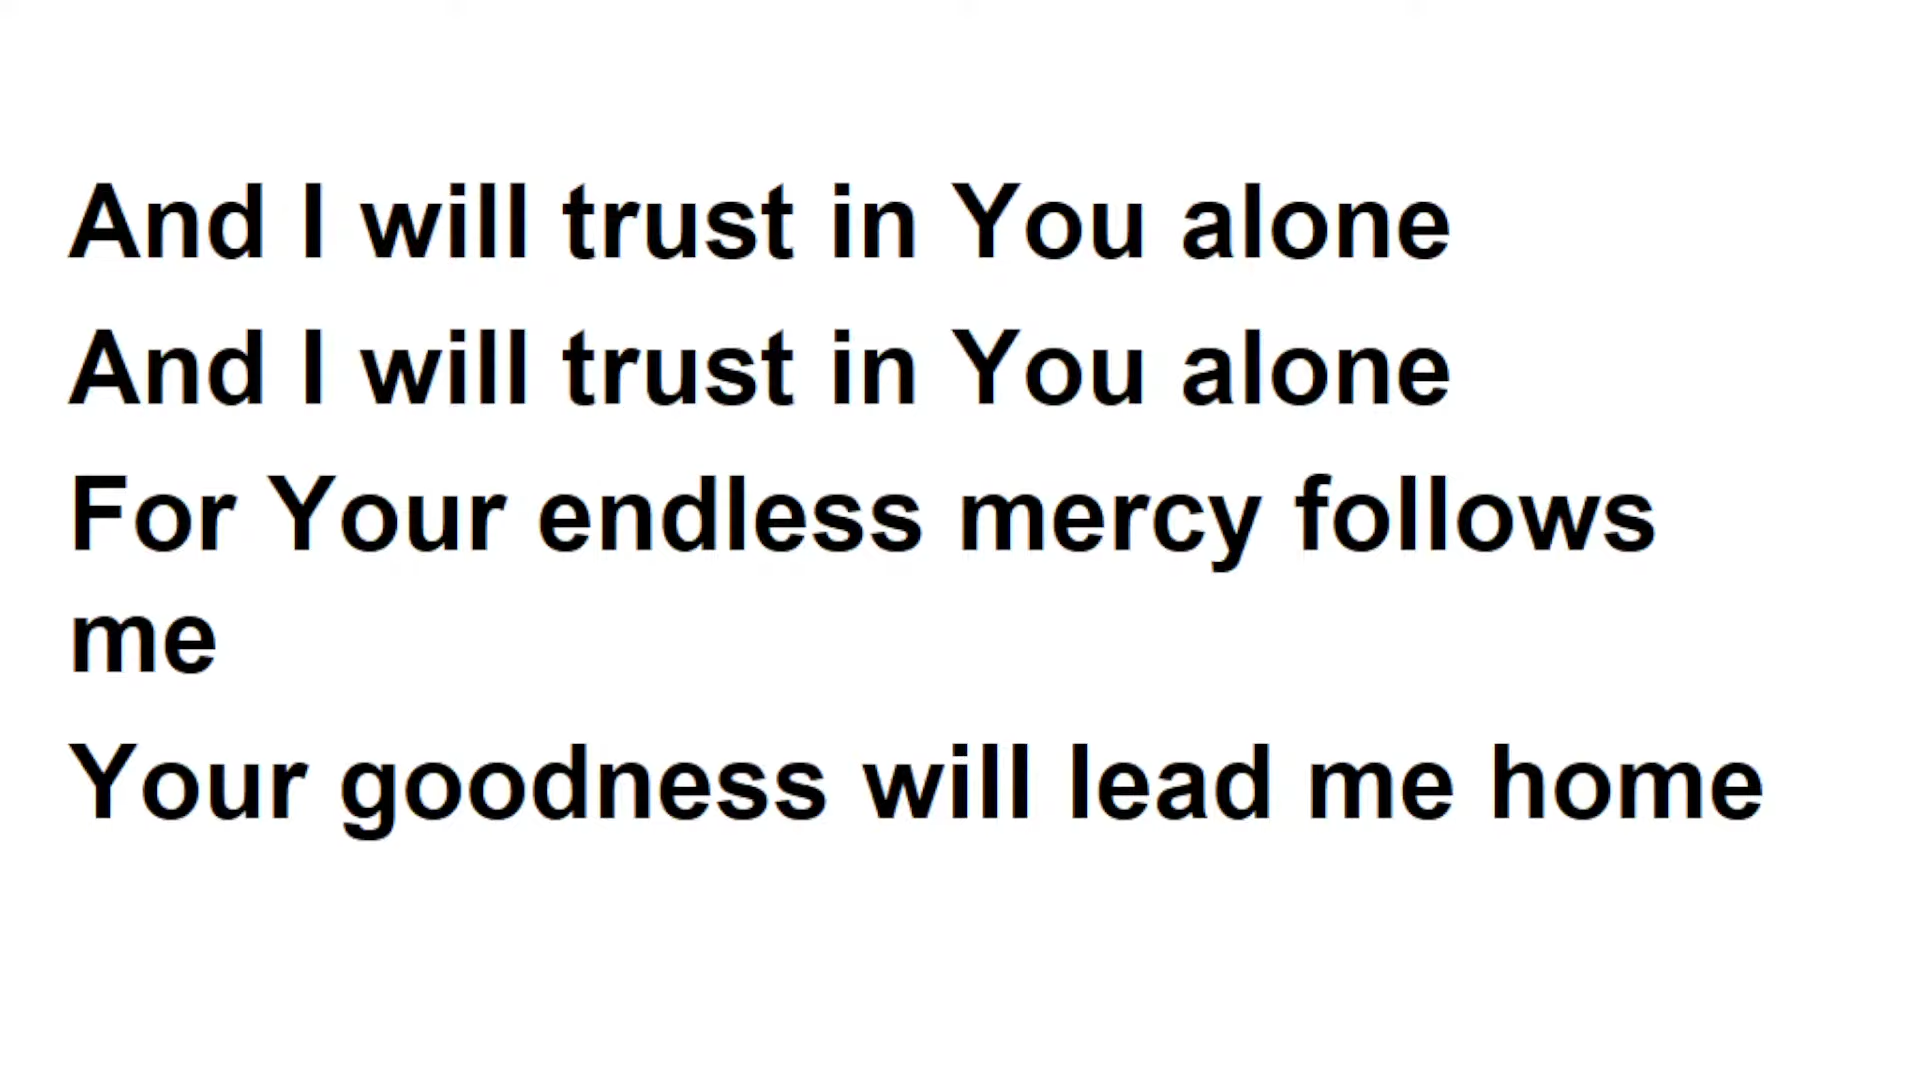 And I will trust in You alone
And I will trust in You alone
For Your endless mercy follows
me
Your goodness will lead me home